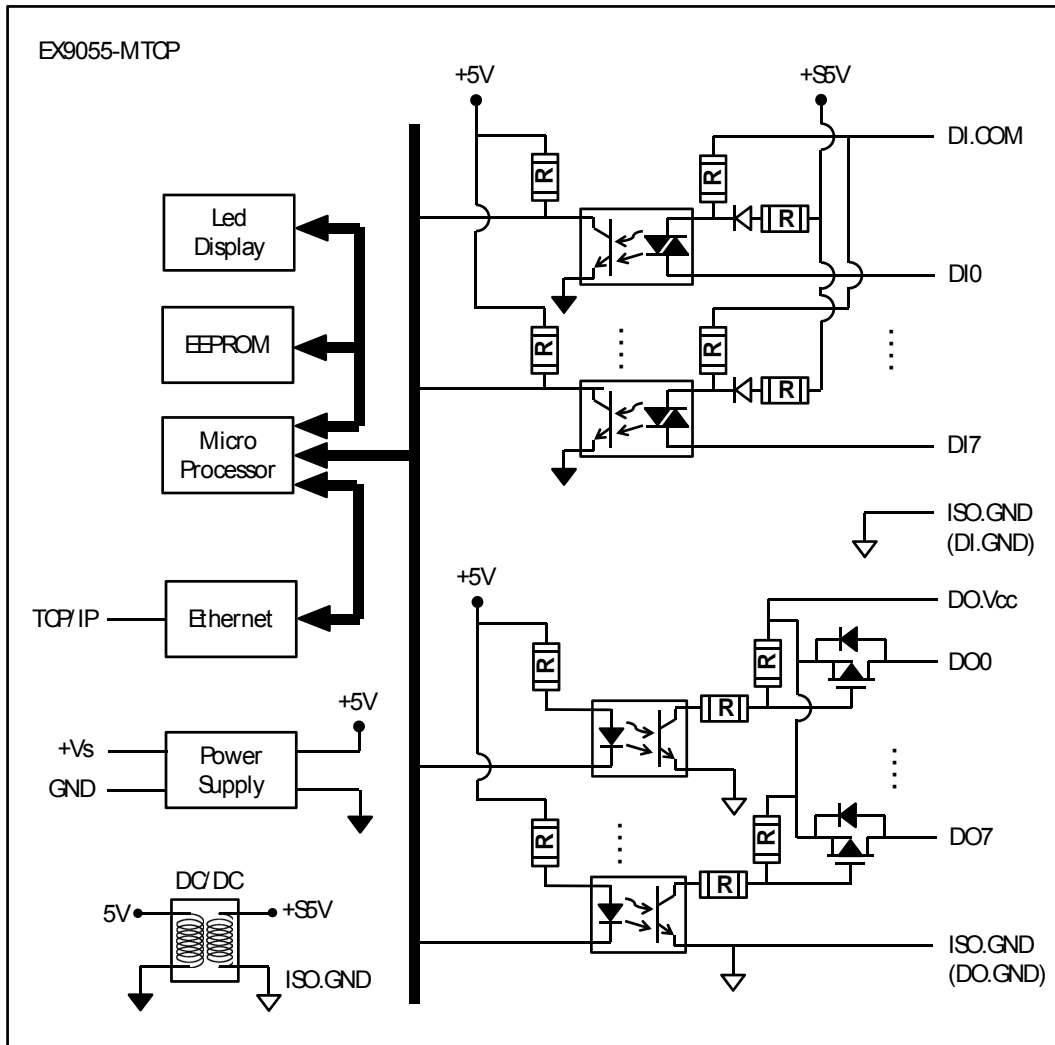 EX9055-MTCP
+5V
+S5V
DI.COM
R
R
R
Led
Display
DI0
EEPROM
R
R
R
Micro
Processor
DI7
ISO.GND
(DI.GND)
+5V
DO.Vcc
TCP/IP
Ethernet
R
R
DO0
R
+5V
+Vs
GND
Power
Supply
R
R
DO7
R
DC/DC
5V
+S5V
ISO.GND
ISO.GND
(DO.GND)